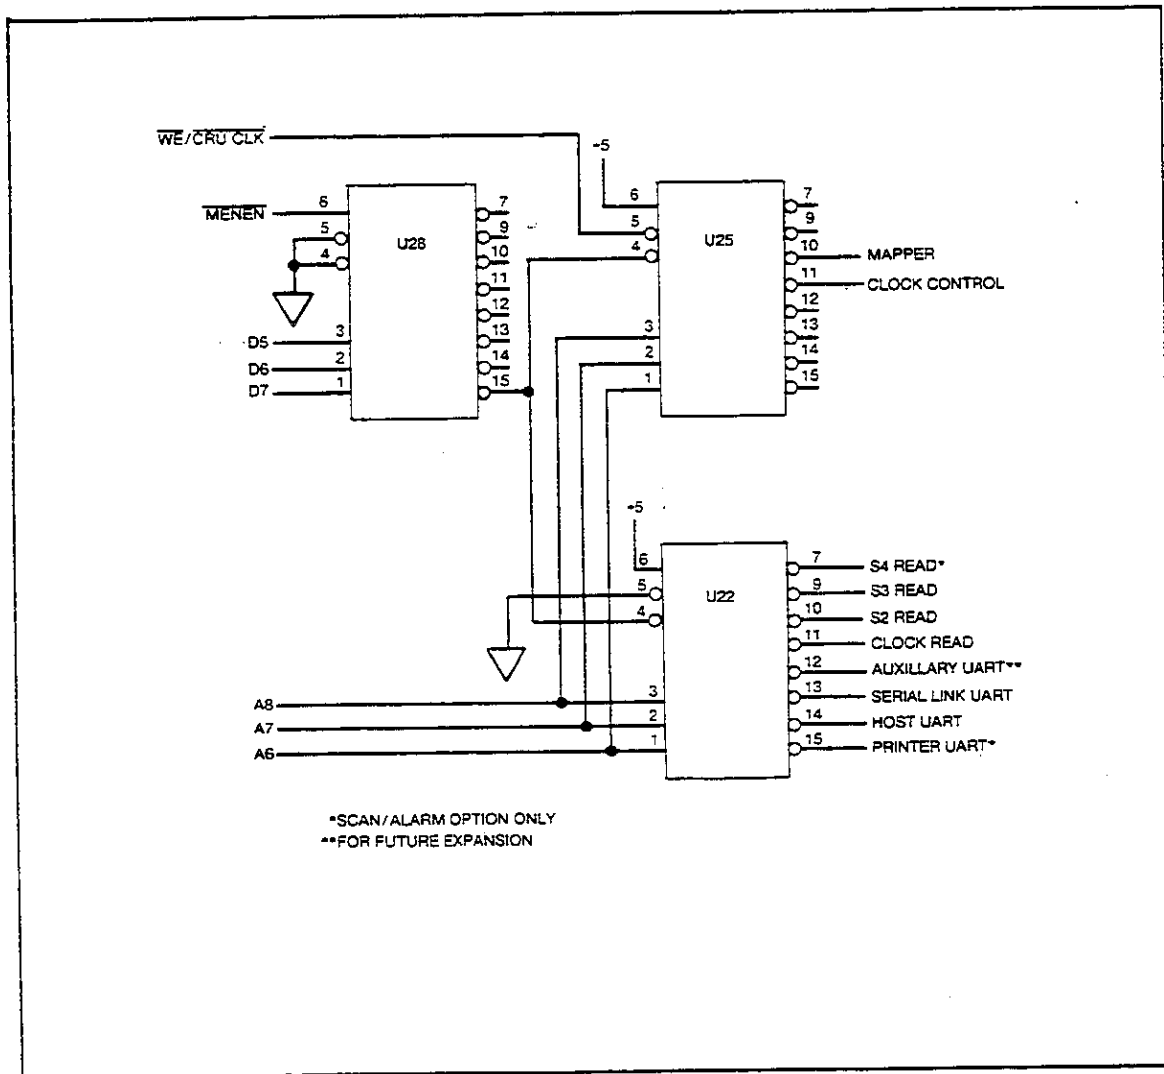 WE/CRU CLK
-5
6
5
4
3
2
1
U25
7
9
10
11
12
13
14
15
MAPPER
CLOCK CONTROL
MENEN
6
5
4
3
2
1
D5
D6
D7
U28
7
9
10
11
12
13
14
15
-5
6
5
4
3
2
1
U22
7
9
10
11
12
13
14
15
S4 READ*
S3 READ
S2 READ
CLOCK READ
AUXILLARY UART**
SERIAL LINK UART
HOST UART
PRINTER UART*
A8
A7
A6
*SCAN/ALARM OPTION ONLY
**FOR FUTURE EXPANSION